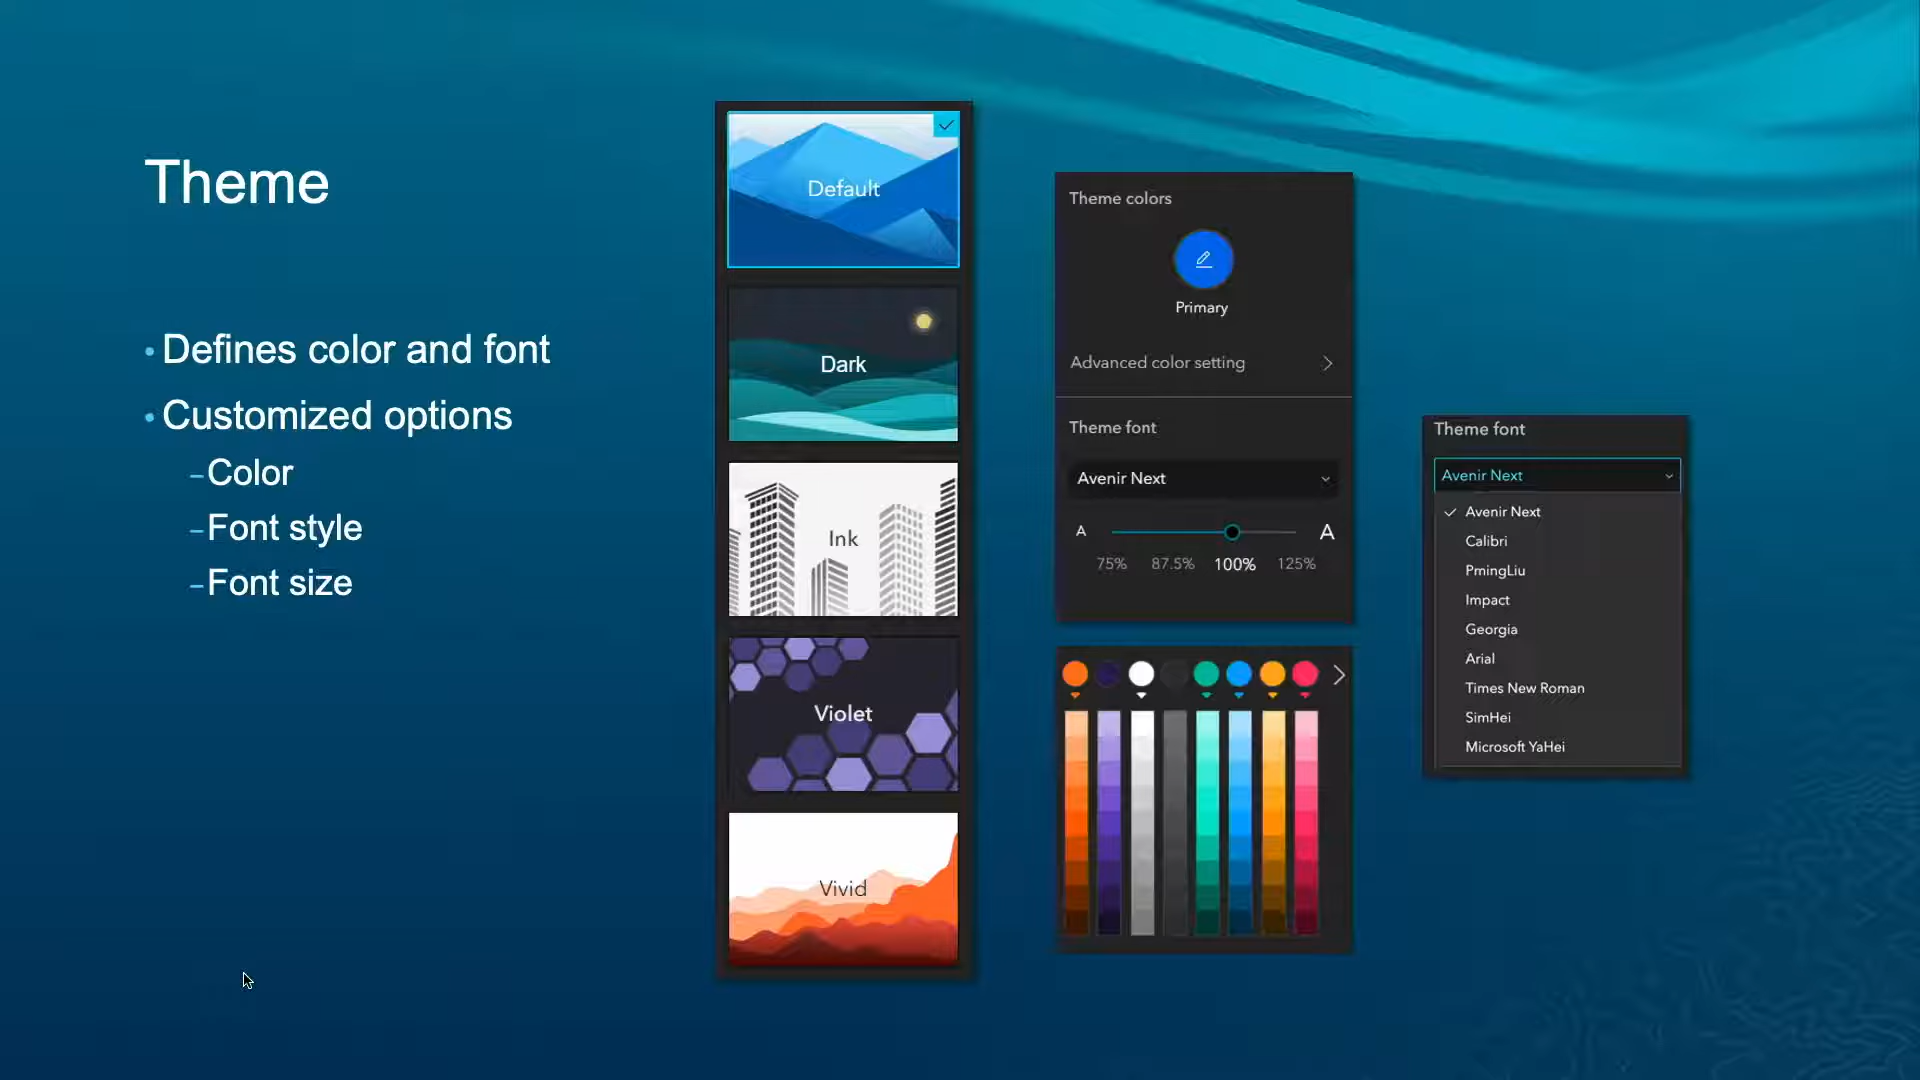 Theme
• Defines color and font
• Customized options
–Color
–Font style
–Font size
Default
Dark
Ink
Violet
Vivid
Theme colors
Primary
Advanced color setting
Theme font
Avenir Next
A A
75% 87.5% 100% 125%
Theme font
Avenir Next
Avenir Next
Calibri
PmingLiu
Impact
Georgia
Arial
Times New Roman
SimHei
Microsoft YaHei